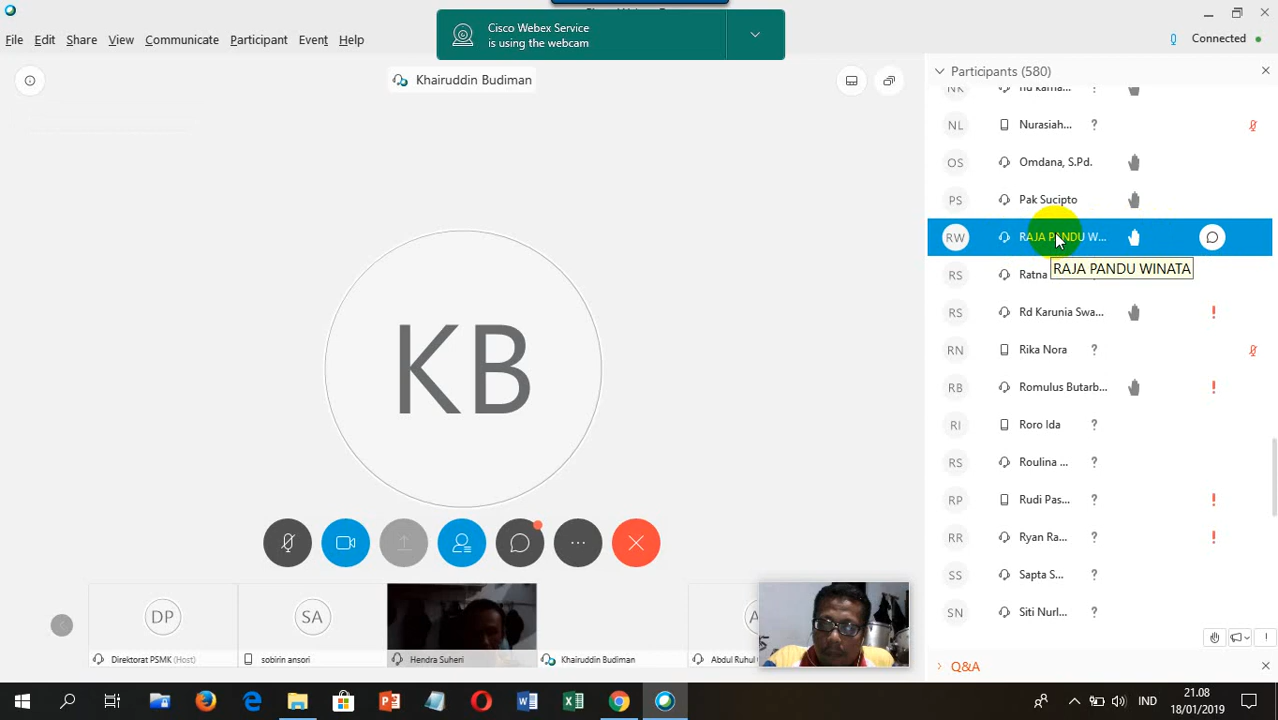 Cisco Webex Service
is using the webcam
File Edit Share View Communicate Participant Event Help
Connected
Khairuddin Budiman
Participants (580)
NL Nurasiah... ?
OS Omdana, S.Pd.
PS Pak Sucipto
RW RAJA PANDU W...
RAJA PANDU WINATA
RS Ratna
RS Rd Karunia Swa... !
RN Rika Nora ?
RB Romulus Butarb... !
RI Roro Ida ?
RS Roulina ... ?
RP Rudi Pas... ? !
RR Ryan Ra... ? !
SS Sapta S... ?
SN Siti Nurl... ?
KB
DP
SA
Direktorat PSMK (Host)
sobirin ansori
Hendra Suheri
Khairuddin Budiman
Abdul Ruhul
Q&A
IND
21.08
18/01/2019